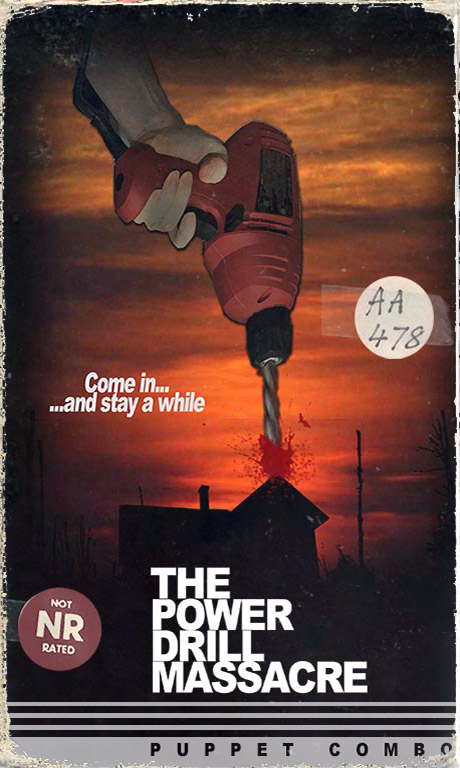 AA
478
Come in...
...and stay a while
THE
POWER
DRILL
MASSACRE
NOT
NR
RATED
PUPPET COMBO